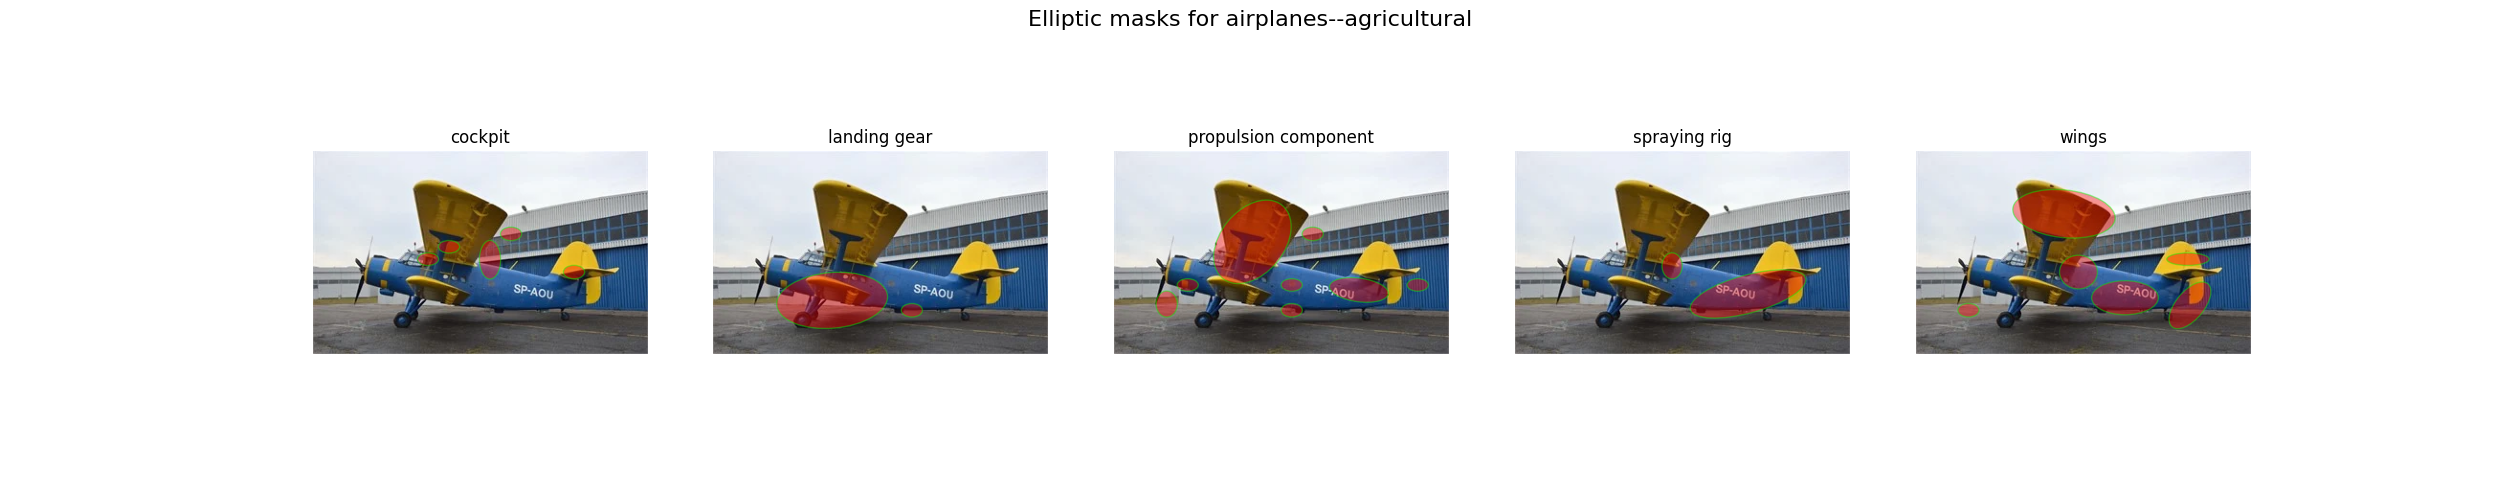 Elliptic masks for airplanes--agricultural
cockpit
landing gear
propulsion component
spraying rig
wings
SP-AOU
SP-AOU
SP-AOU
SP-AOU
SP-AOU